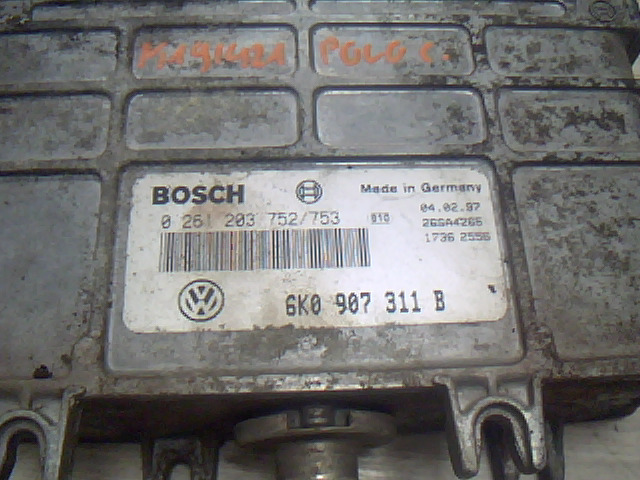 POLO C.
BOSCH
Made in Germany
0 261 203 752/753
010
04.02.97
26SA4265
1736 2556
6K0 907 311 B